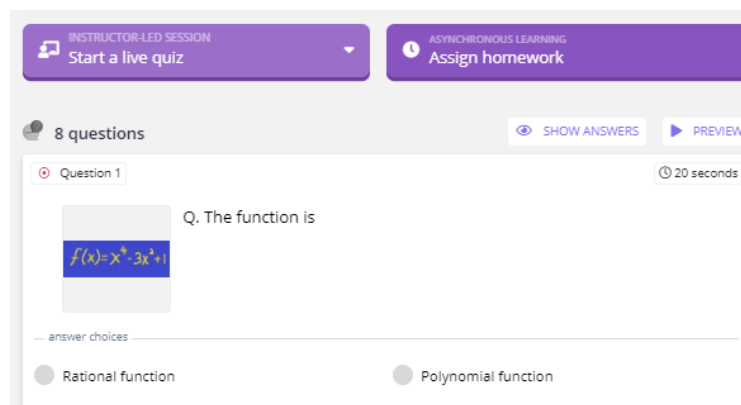 INSTRUCTOR-LED SESSION
Start a live quiz
ASYNCHRONOUS LEARNING
Assign homework
8 questions
SHOW ANSWERS
PREVIEW
Question 1
20 seconds
Q. The function is
f(x)=x⁴-3x²+1
answer choices
Rational function
Polynomial function